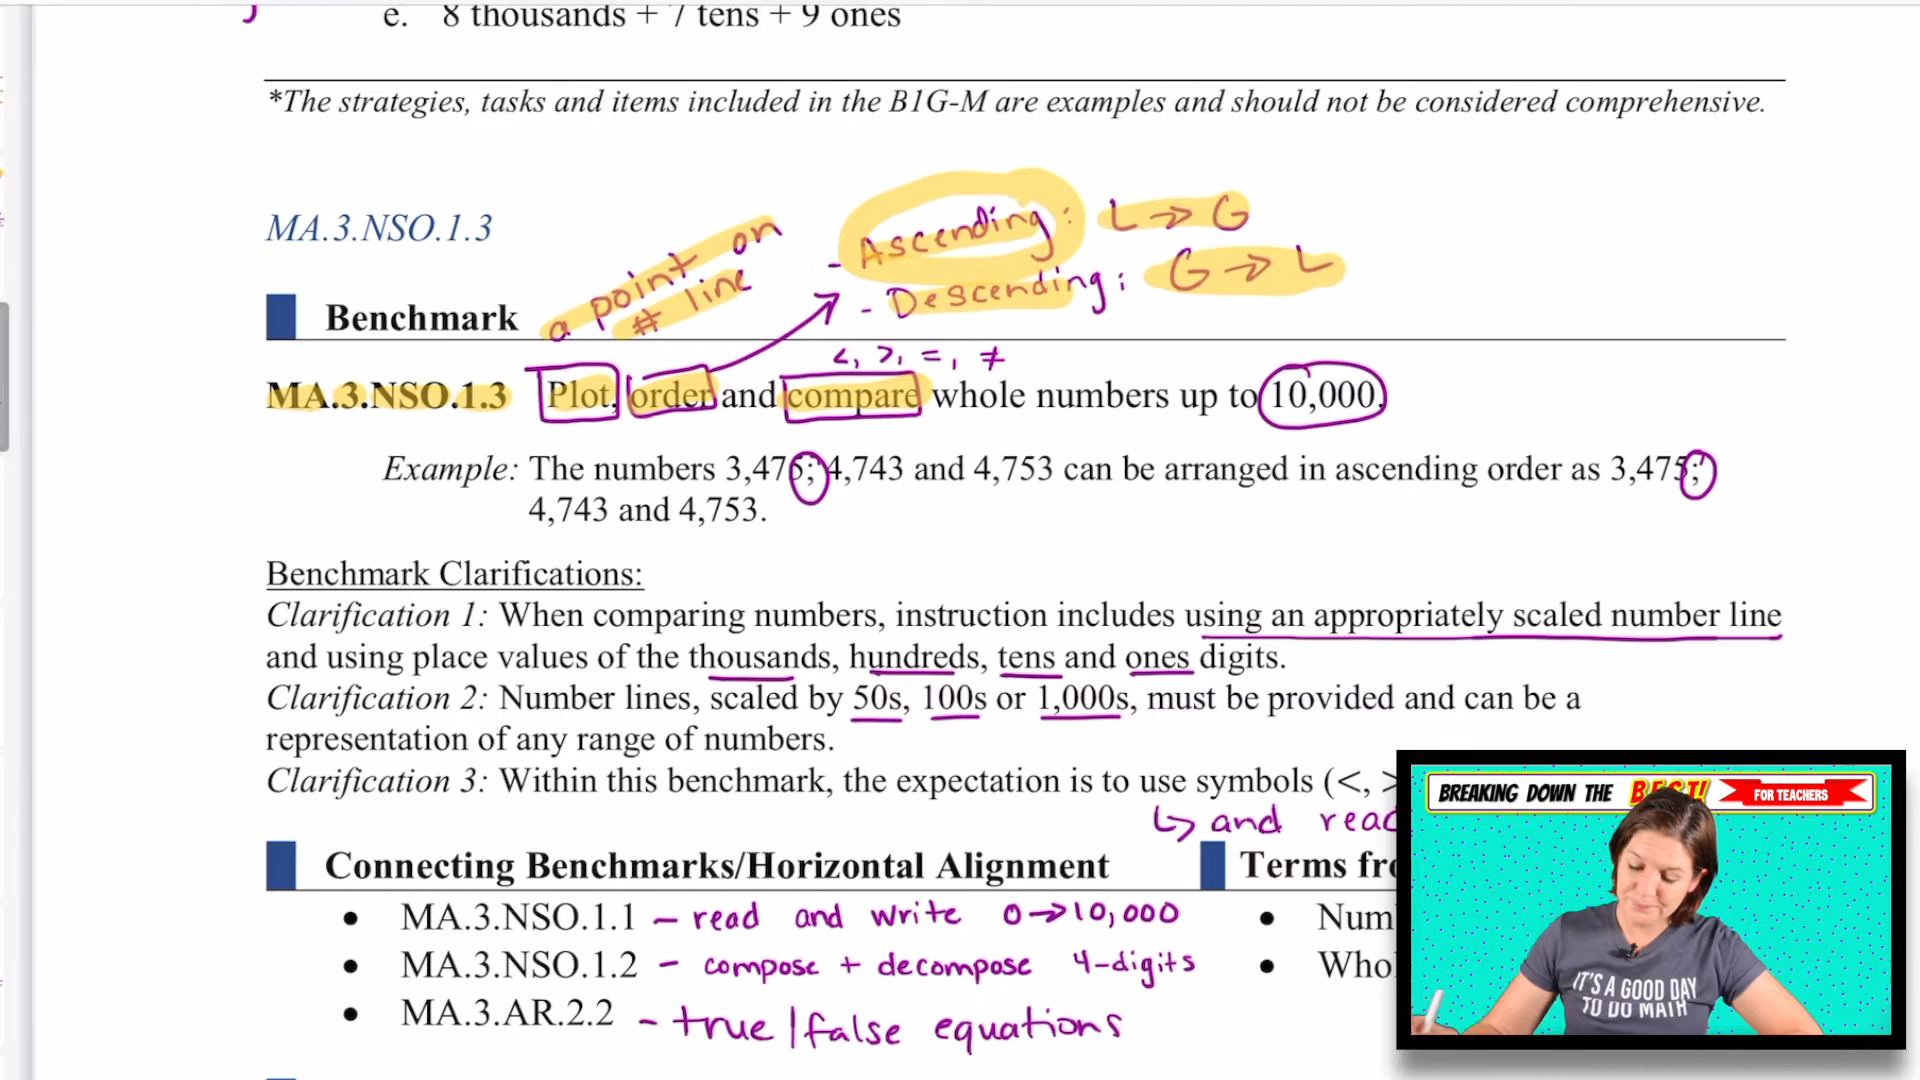 e. 8 thousands + 7 tens + 9 ones
*The strategies, tasks and items included in the B1G-M are examples and should not be considered comprehensive.
MA.3.NSO.1.3
a point on
# line
- Ascending: L → G
- Descending: G → L
Benchmark
<, >, =, ≠
MA.3.NSO.1.3 Plot, order and compare whole numbers up to 10,000.
Example: The numbers 3,475; 4,743 and 4,753 can be arranged in ascending order as 3,475;
4,743 and 4,753.
Benchmark Clarifications:
Clarification 1: When comparing numbers, instruction includes using an appropriately scaled number line
and using place values of the thousands, hundreds, tens and ones digits.
Clarification 2: Number lines, scaled by 50s, 100s or 1,000s, must be provided and can be a
representation of any range of numbers.
Clarification 3: Within this benchmark, the expectation is to use symbols (<, >
↳ and read
Connecting Benchmarks/Horizontal Alignment
Terms fro
• MA.3.NSO.1.1 – read and write 0→10,000
• MA.3.NSO.1.2 – compose + decompose 4-digits
• MA.3.AR.2.2 – true/false equations
• Num
• Who
BREAKING DOWN THE B.E.S.T! FOR TEACHERS
IT'S A GOOD DAY
TO DO MATH